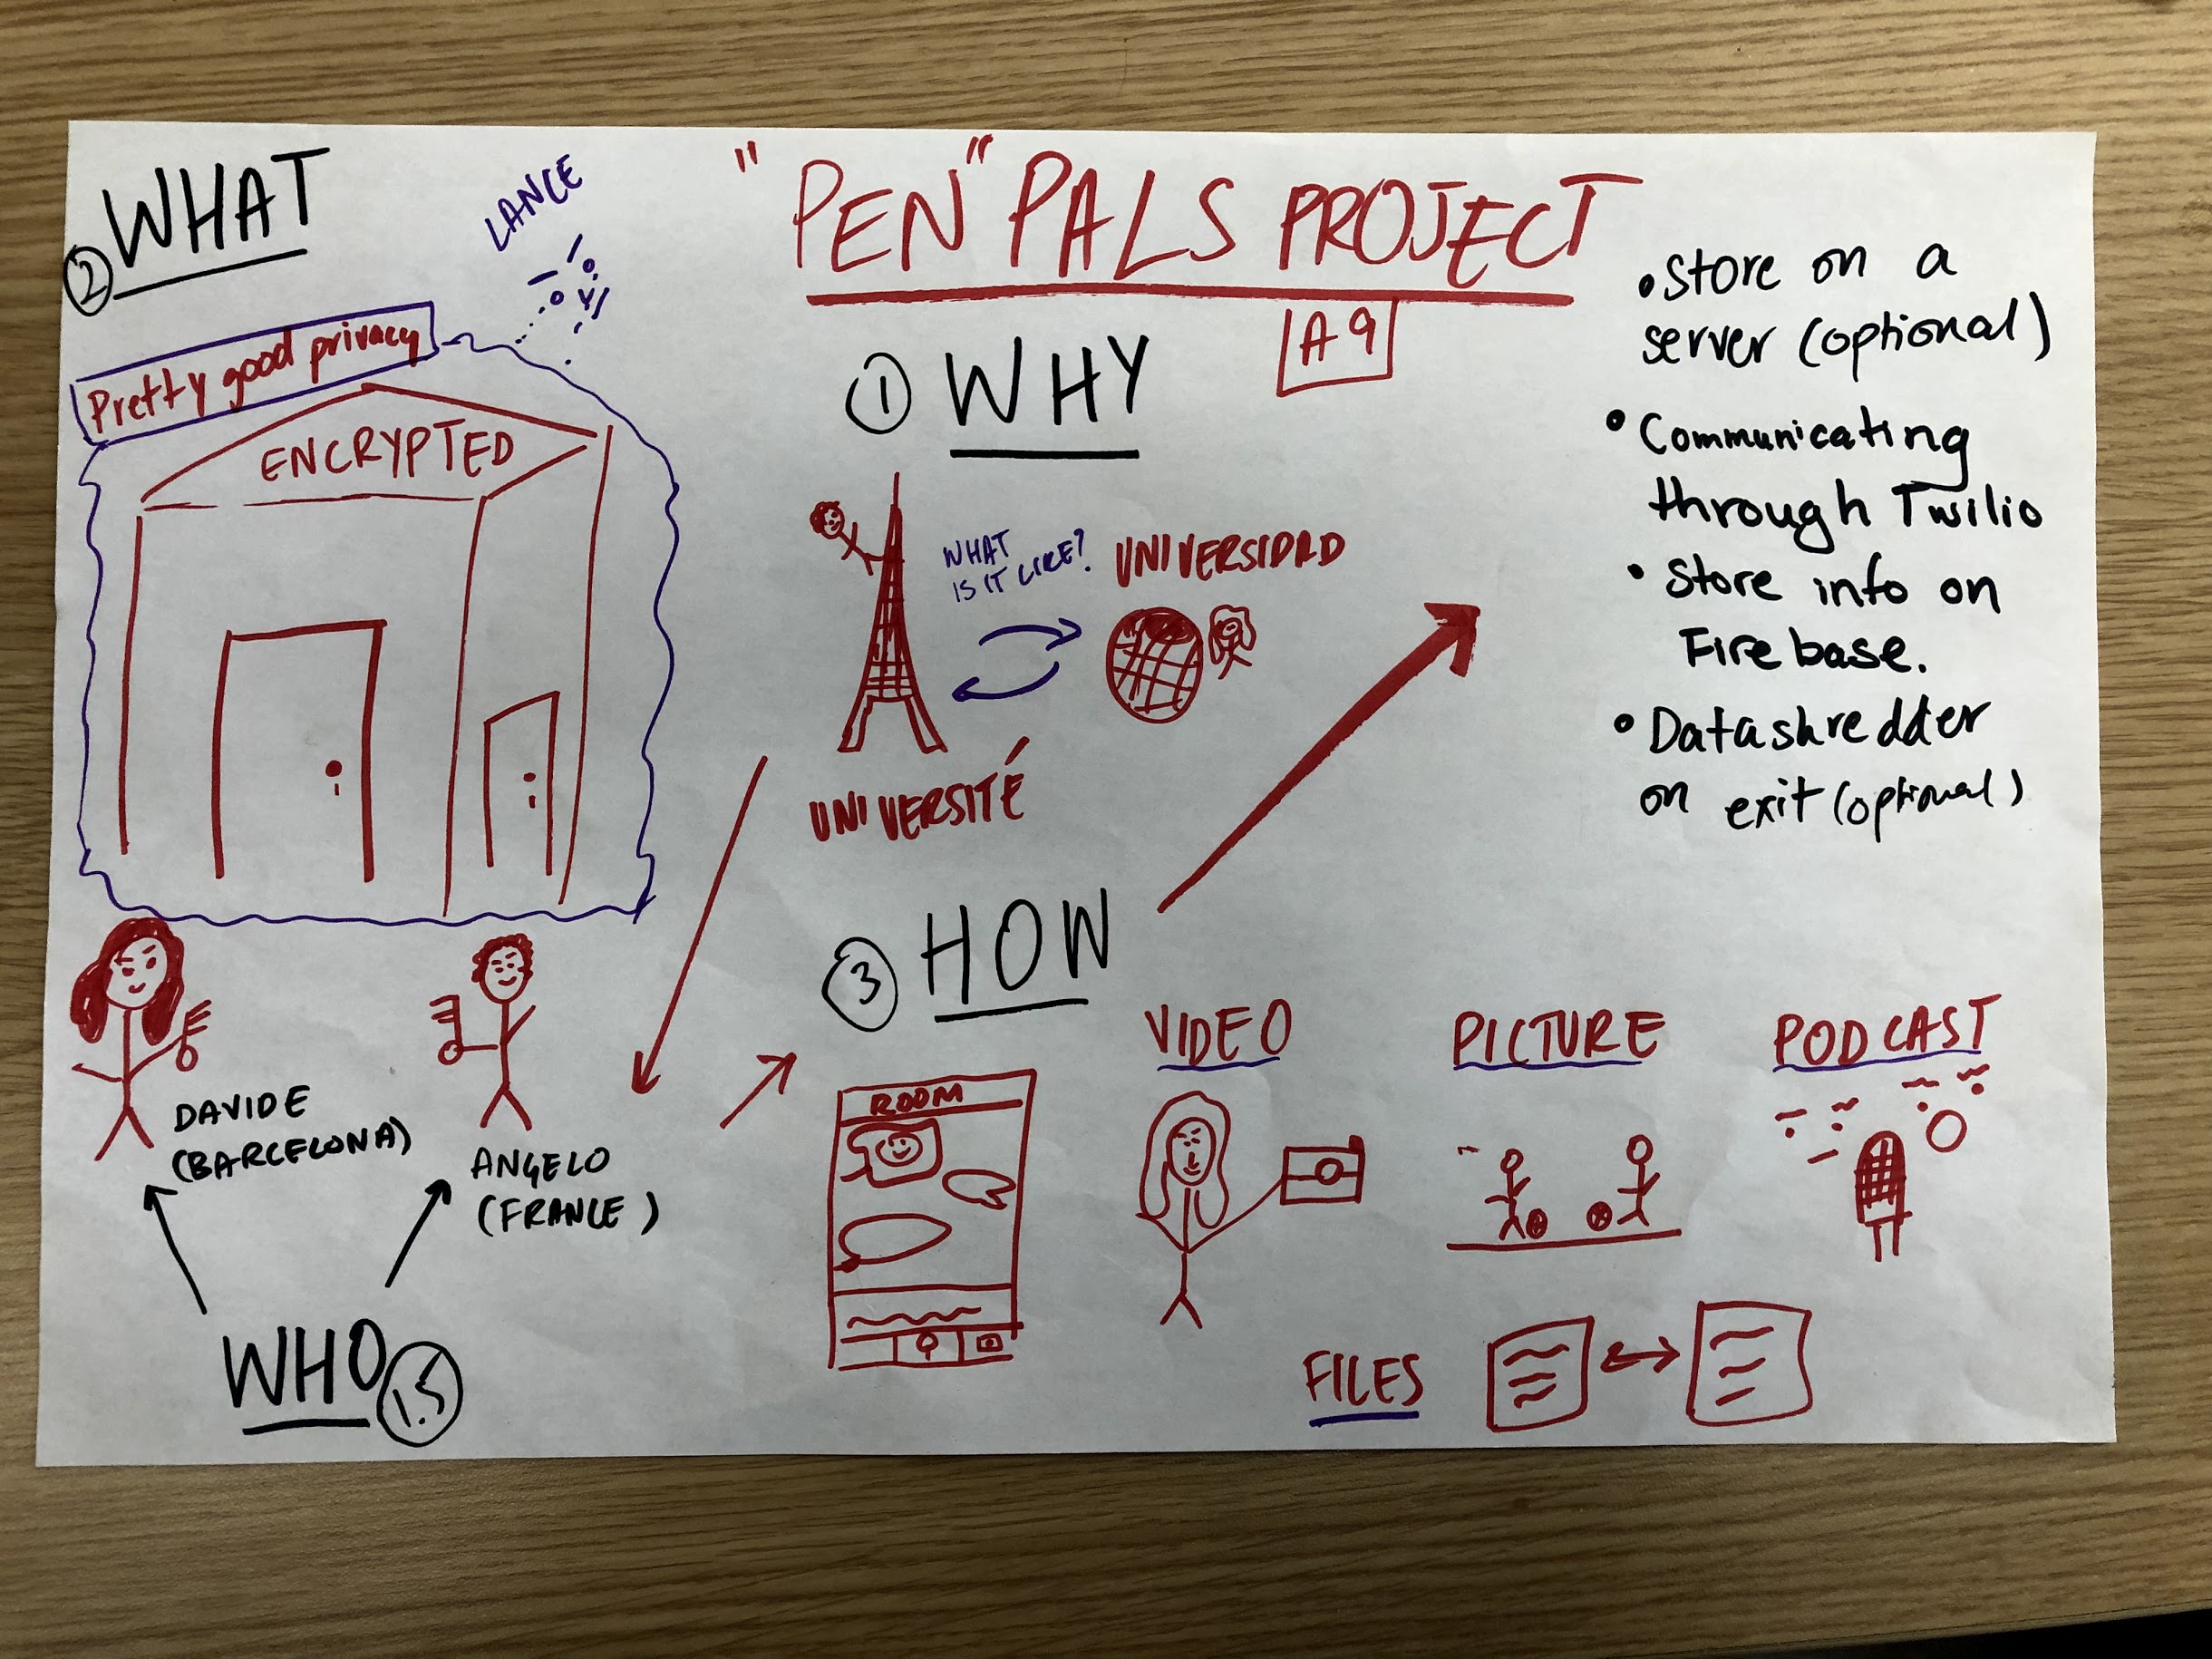 "PEN" PALS PROJECT
A9
② WHAT
LANCE
Pretty good privacy
ENCRYPTED
① WHY
WHAT
IS IT LIKE?
UNIVERSIDAD
UNIVERSITÉ
• Store on a
server (optional)
• Communicating
through Twilio
• Store info on
Firebase.
• Datashredder
on exit (optional)
DAVIDE
(BARCELONA)
ANGELO
(FRANCE)
WHO 1.5
③ HOW
ROOM
VIDEO
PICTURE
PODCAST
FILES